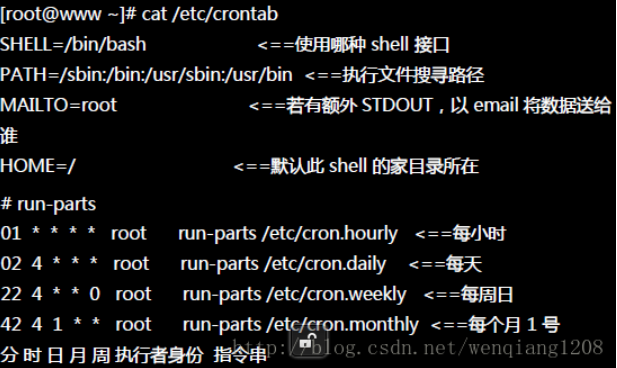 [root@www ~]# cat /etc/crontab
SHELL=/bin/bash <==使用哪种 shell 接口
PATH=/sbin:/bin:/usr/sbin:/usr/bin <==执行文件搜寻路径
MAILTO=root <==若有额外 STDOUT，以 email 将数据送给
谁
HOME=/ <==默认此 shell 的家目录所在
# run-parts
01 * * * * root run-parts /etc/cron.hourly <==每小时
02 4 * * * root run-parts /etc/cron.daily <==每天
22 4 * * 0 root run-parts /etc/cron.weekly <==每周日
42 4 1 * * root run-parts /etc/cron.monthly <==每个月 1 号
分 时 日 月 周 执行者身份 指令串
http://blog.csdn.net/wenqiang1208